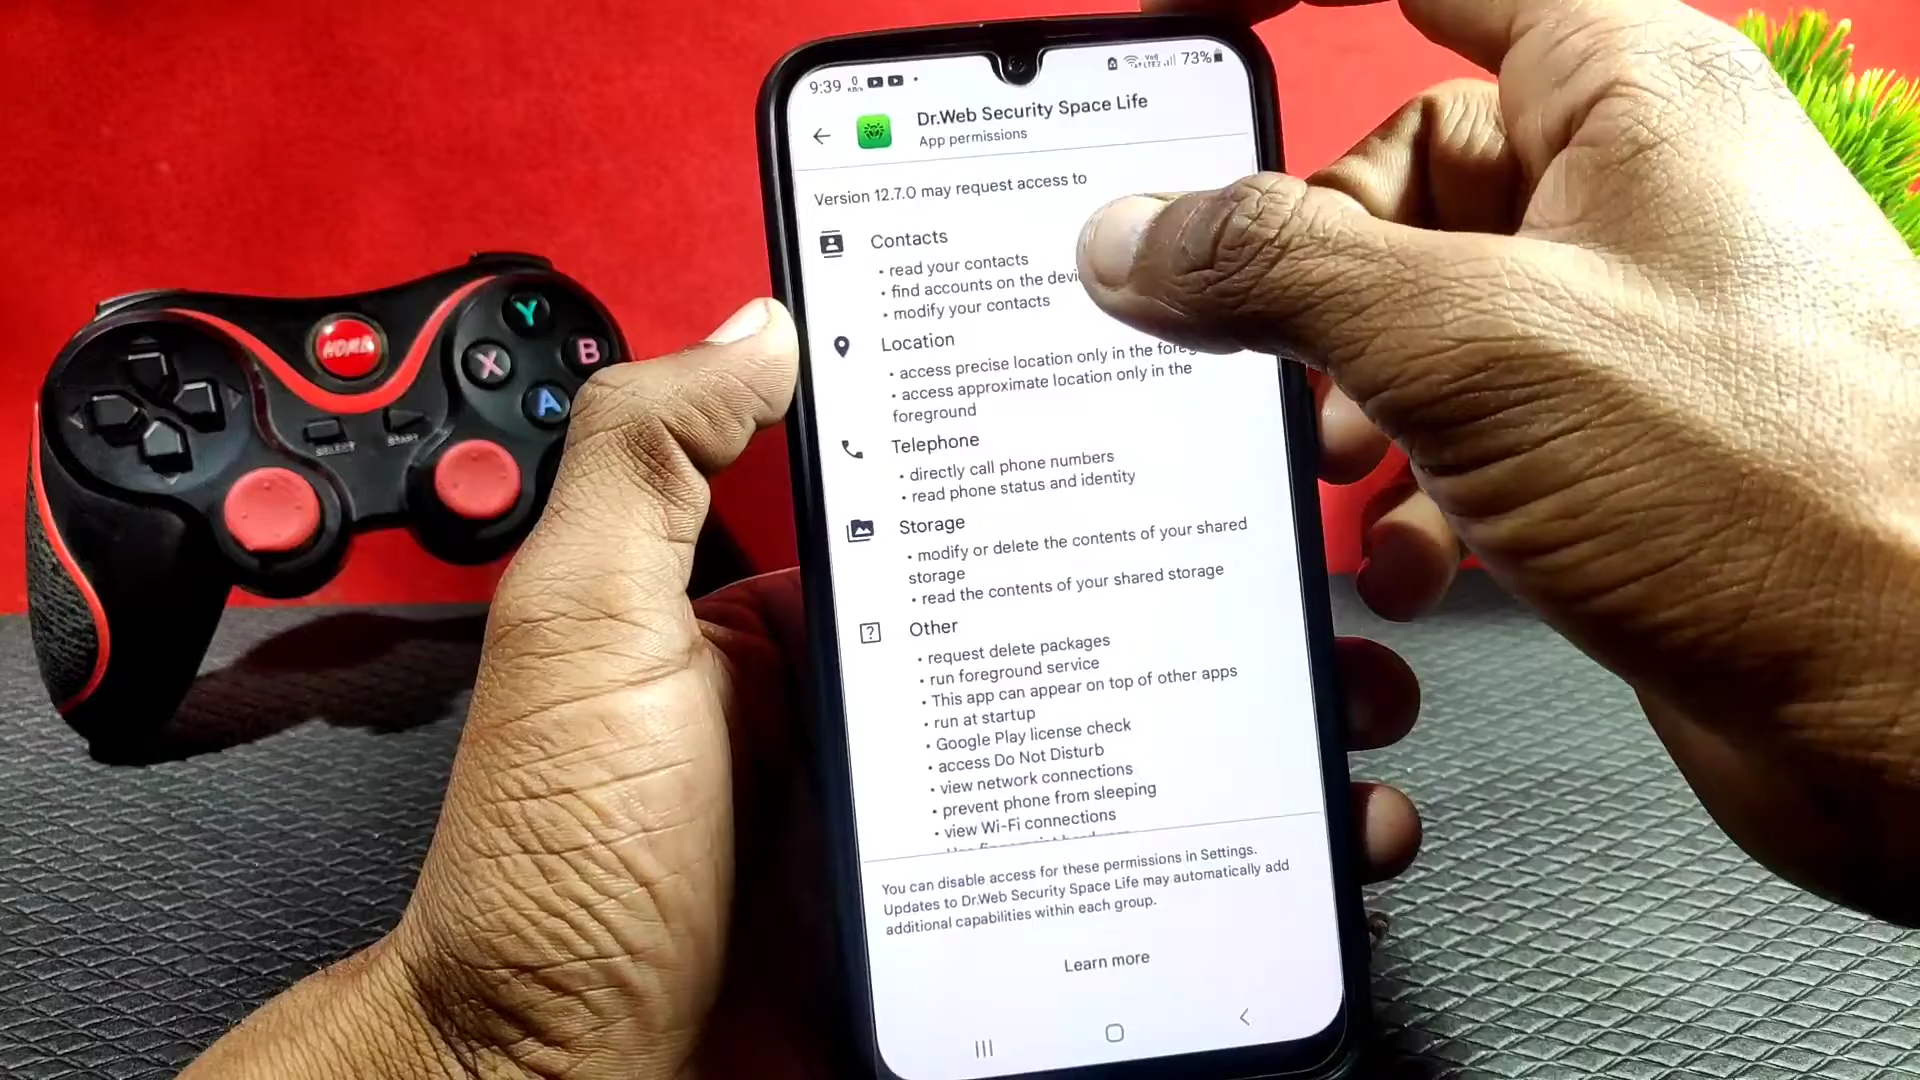 9:39 0 KB/s 73%
Dr.Web Security Space Life
App permissions
Version 12.7.0 may request access to
Contacts
• read your contacts
• find accounts on the devi
• modify your contacts
Location
• access precise location only in the foreg
• access approximate location only in the
foreground
Telephone
• directly call phone numbers
• read phone status and identity
Storage
• modify or delete the contents of your shared
storage
• read the contents of your shared storage
Other
• request delete packages
• run foreground service
• This app can appear on top of other apps
• run at startup
• Google Play license check
• access Do Not Disturb
• view network connections
• prevent phone from sleeping
• view Wi-Fi connections
You can disable access for these permissions in Settings.
Updates to Dr.Web Security Space Life may automatically add
additional capabilities within each group.
Learn more
HOME
Y
X
B
A
SELECT
START